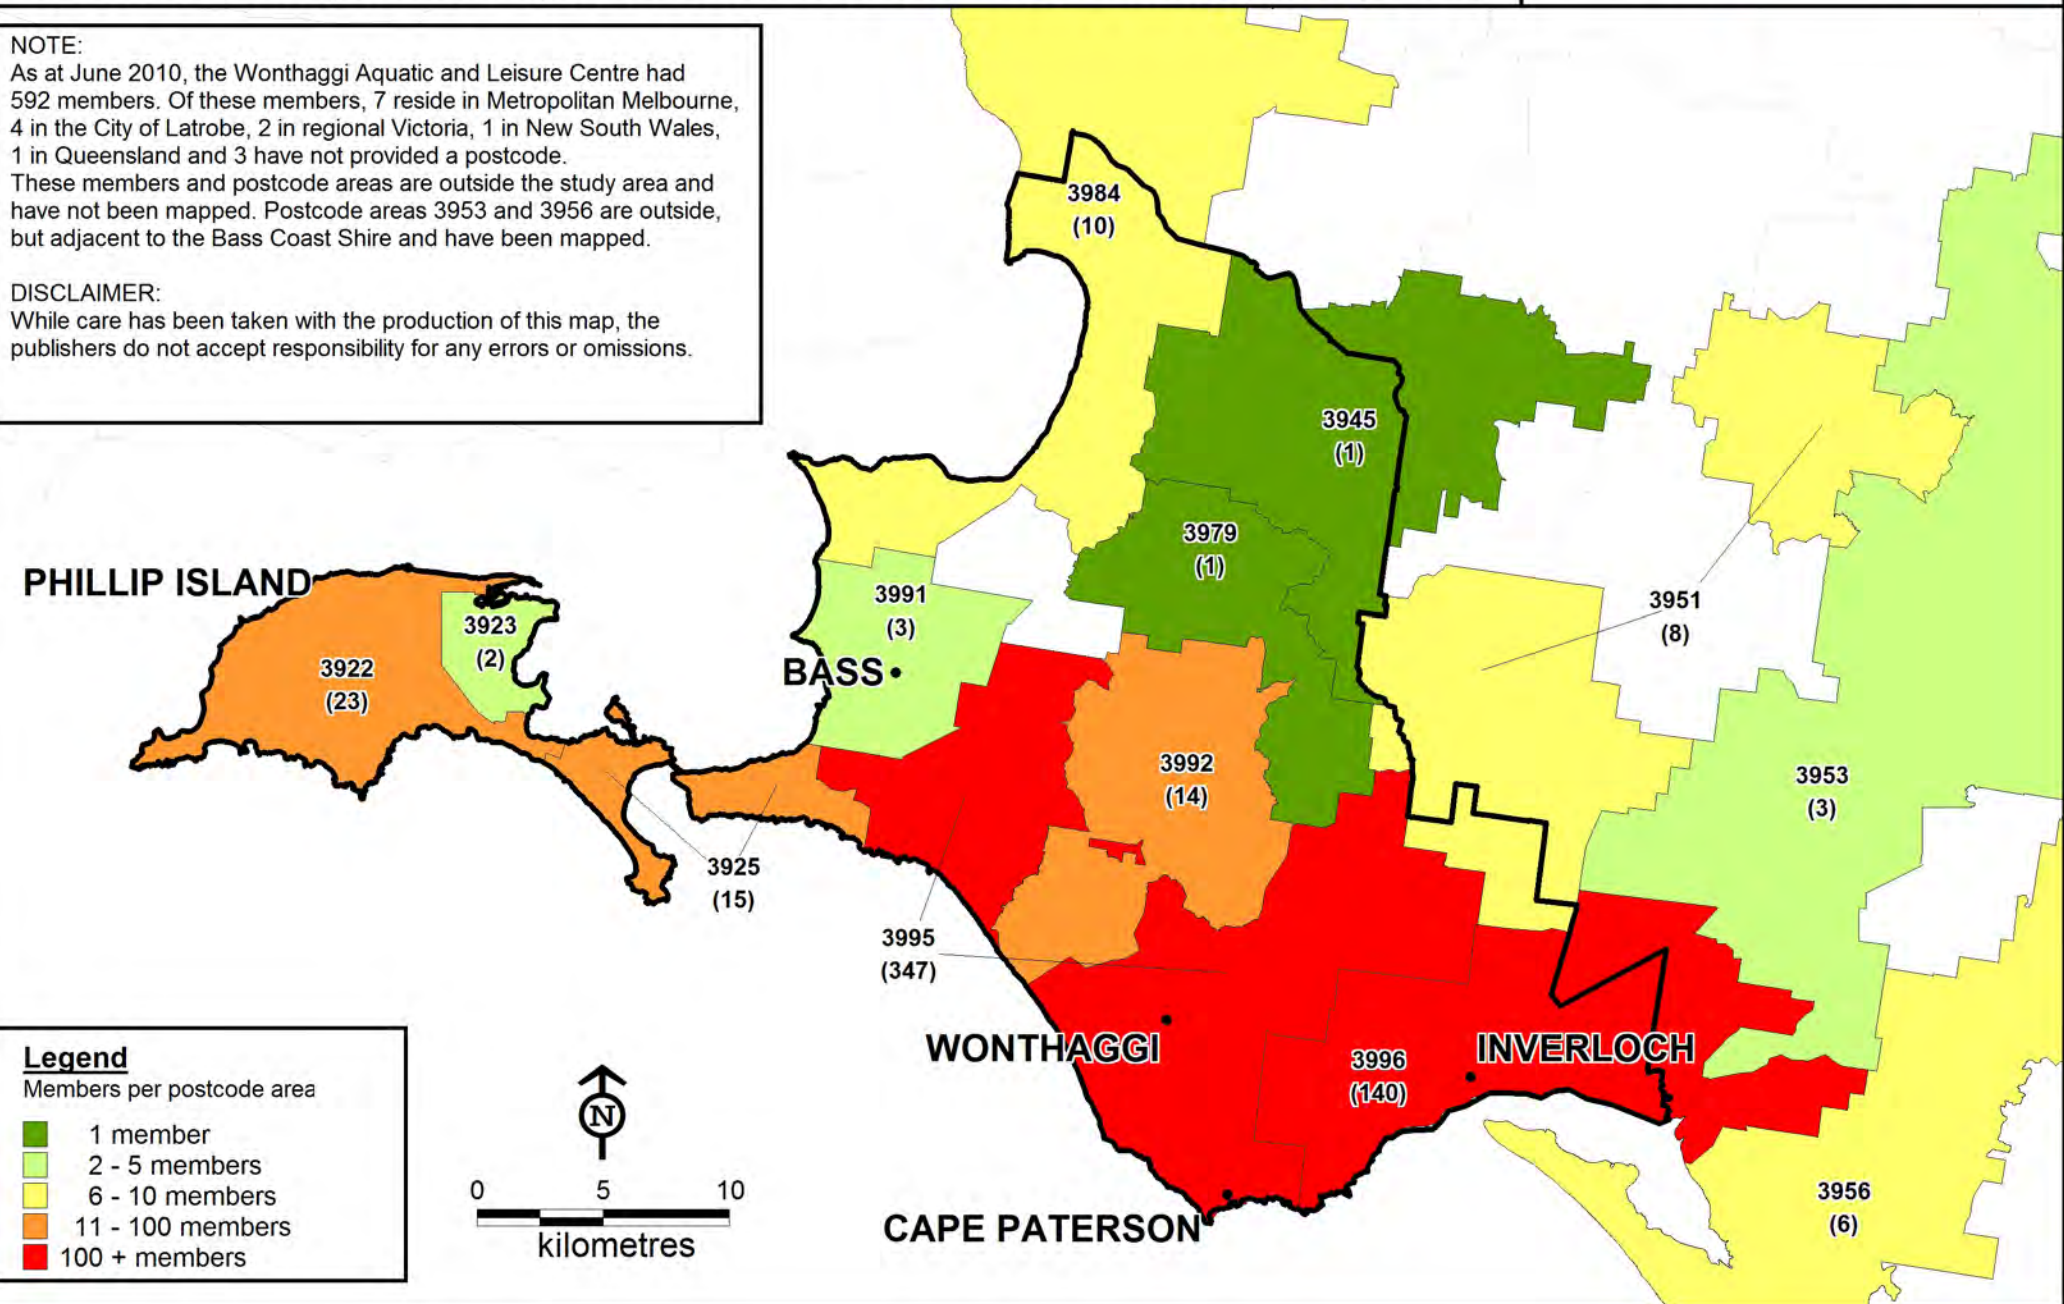 NOTE:
As at June 2010, the Wonthaggi Aquatic and Leisure Centre had
592 members. Of these members, 7 reside in Metropolitan Melbourne,
4 in the City of Latrobe, 2 in regional Victoria, 1 in New South Wales,
1 in Queensland and 3 have not provided a postcode.
These members and postcode areas are outside the study area and
have not been mapped. Postcode areas 3953 and 3956 are outside,
but adjacent to the Bass Coast Shire and have been mapped.
DISCLAIMER:
While care has been taken with the production of this map, the
publishers do not accept responsibility for any errors or omissions.
3984
(10)
3945
(1)
3979
(1)
PHILLIP ISLAND
3991
(3)
3951
(8)
3923
(2)
BASS
3922
(23)
3992
(14)
3953
(3)
3925
(15)
3995
(347)
WONTHAGGI
INVERLOCH
3996
(140)
CAPE PATERSON
3956
(6)
Legend
Members per postcode area
1 member
2 - 5 members
6 - 10 members
11 - 100 members
100 + members
N
0 5 10
kilometres